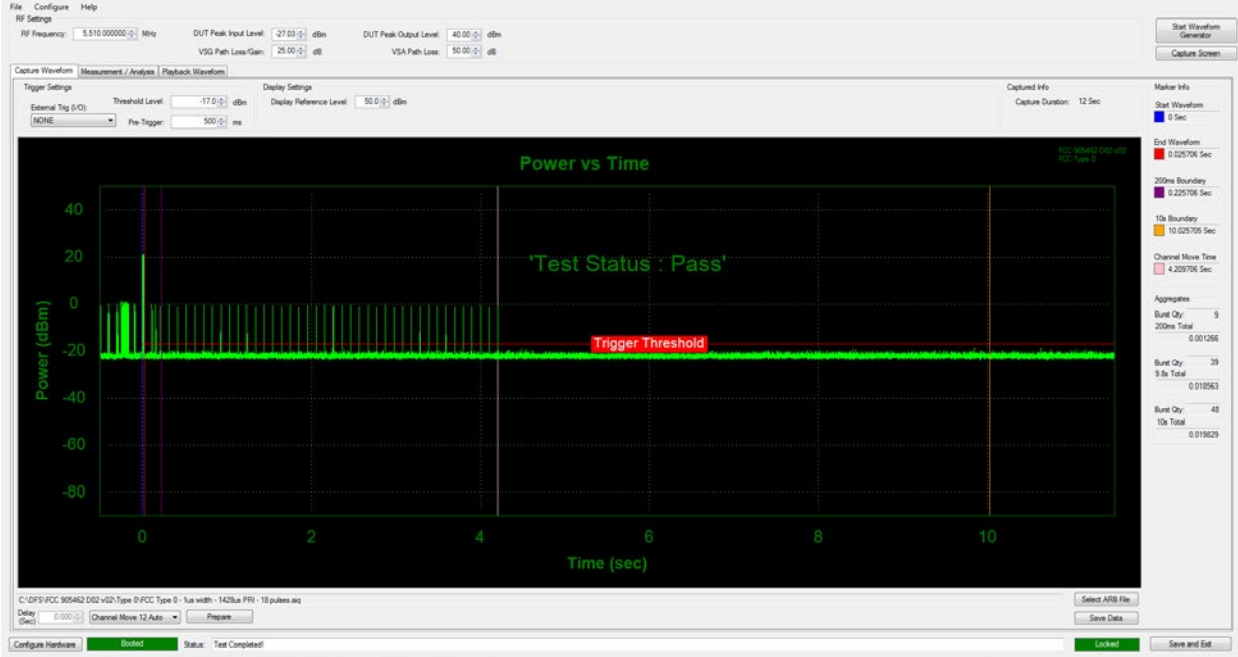 File Configure Help
RF Settings
RF Frequency: 5,510.000000 MHz DUT Peak Input Level: -27.03 dBm DUT Peak Output Level: 40.00 dBm
VSG Path Loss/Gain: 25.00 dB VSA Path Loss: 50.00 dB
Start Waveform Generator
Capture Screen
Capture Waveform Measurement / Analysis Playback Waveform
Trigger Settings
External Trig (I/O): Threshold Level: -17.0 dBm
NONE Pre-Trigger: 500 ms
Display Settings
Display Reference Level: 50.0 dBm
Captured Info
Capture Duration: 12 Sec
Power vs Time
FCC 905462 D02 v02
FCC Type 0
40
20
0
-20
-40
-60
-80
Power (dBm)
'Test Status : Pass'
Trigger Threshold
0 2 4 6 8 10
Time (sec)
Marker Info
Start Waveform
0 Sec
End Waveform
0.025706 Sec
200ms Boundary
0.225706 Sec
10s Boundary
10.025705 Sec
Channel Move Time
4.209706 Sec
Aggregates
Burst Qty: 9
200ms Total
0.001266
Burst Qty: 39
9.8s Total
0.018563
Burst Qty: 48
10s Total
0.019829
C:\DFS\FCC 905462 D02 v02\Type 0\FCC Type 0 - 1us width - 1428us PRI - 18 pulses.aiq
Select ARB File
Delay (Sec) 0.000 Channel Move 12 Auto Prepare
Save Data
Configure Hardware Booted Status: Test Completed! Locked Save and Exit